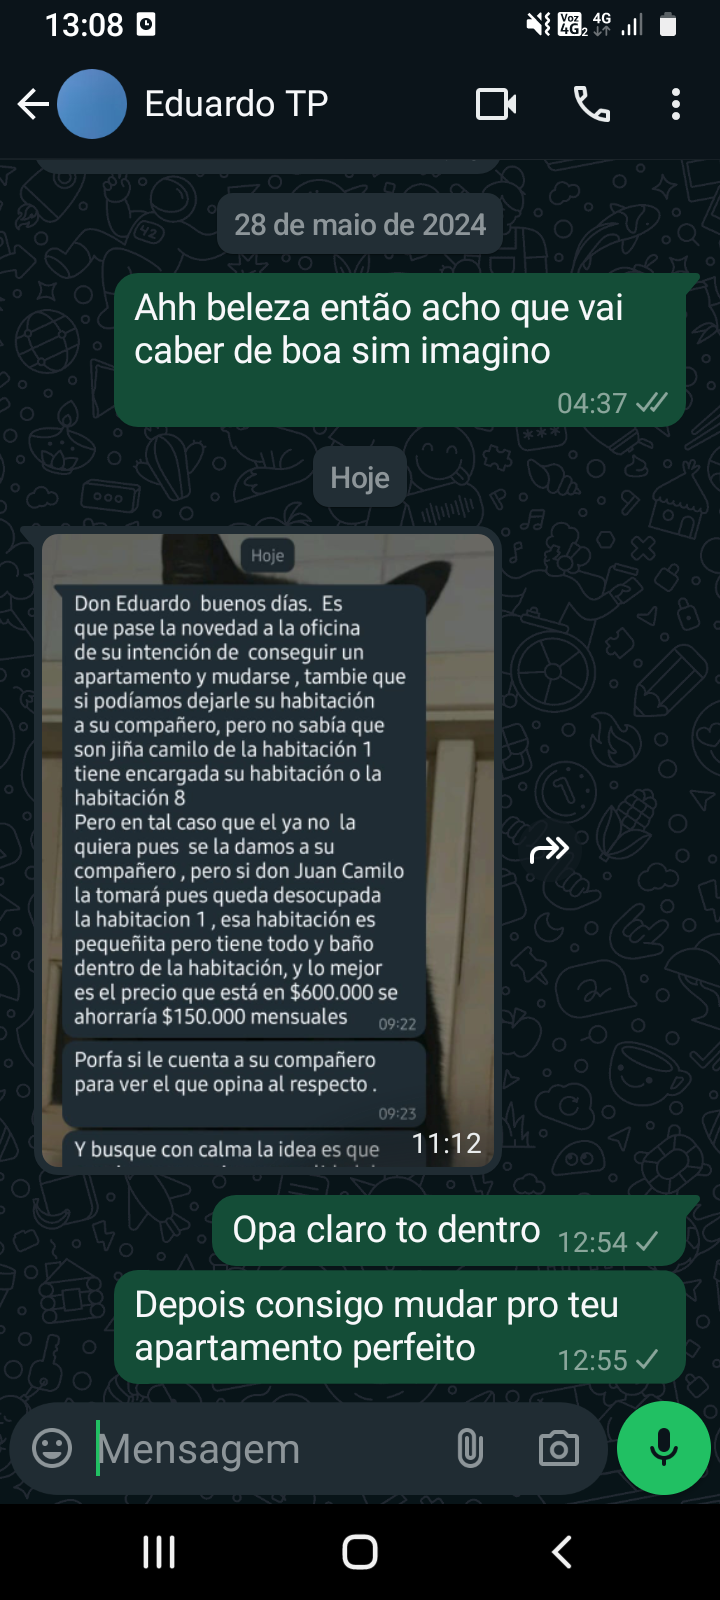 13:08
Voz
4G 2
4G
Eduardo TP
28 de maio de 2024
Ahh beleza então acho que vai
caber de boa sim imagino
04:37
Hoje
Hoje
Don Eduardo  buenos días.  Es
que pase la novedad a la oficina
de su intención de  conseguir un
apartamento y mudarse , tambie que
si podíamos dejarle su habitación
a su compañero, pero no sabía que
son jiña camilo de la habitación 1
tiene encargada su habitación o la
habitación 8
Pero en tal caso que el ya no  la
quiera pues  se la damos a su
compañero , pero si don Juan Camilo
la tomará pues queda desocupada
la habitacion 1 , esa habitación es
pequeñita pero tiene todo y baño
dentro de la habitación, y lo mejor
es el precio que está en $600.000 se
ahorraría $150.000 mensuales
09:22
Porfa si le cuenta a su compañero
para ver el que opina al respecto .
09:23
Y busque con calma la idea es que
11:12
Opa claro to dentro
12:54
Depois consigo mudar pro teu
apartamento perfeito
12:55
Mensagem